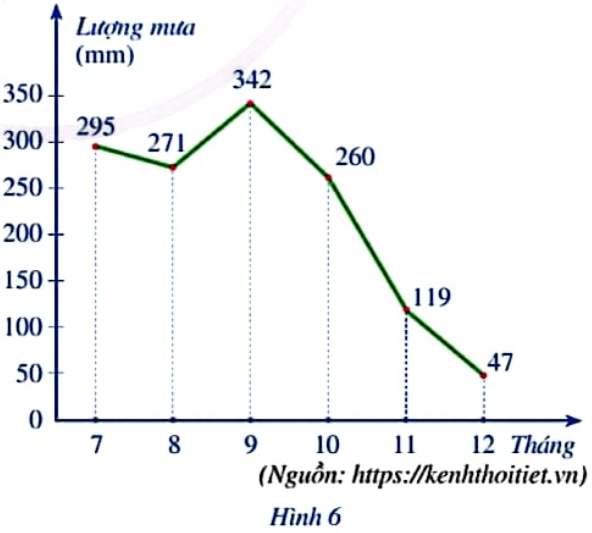 Lượng mưa
(mm)
350
300
250
200
150
100
50
0
295
271
342
260
119
47
7 8 9 10 11 12 Tháng
(Nguồn: https://kenhthoitiet.vn)
Hình 6